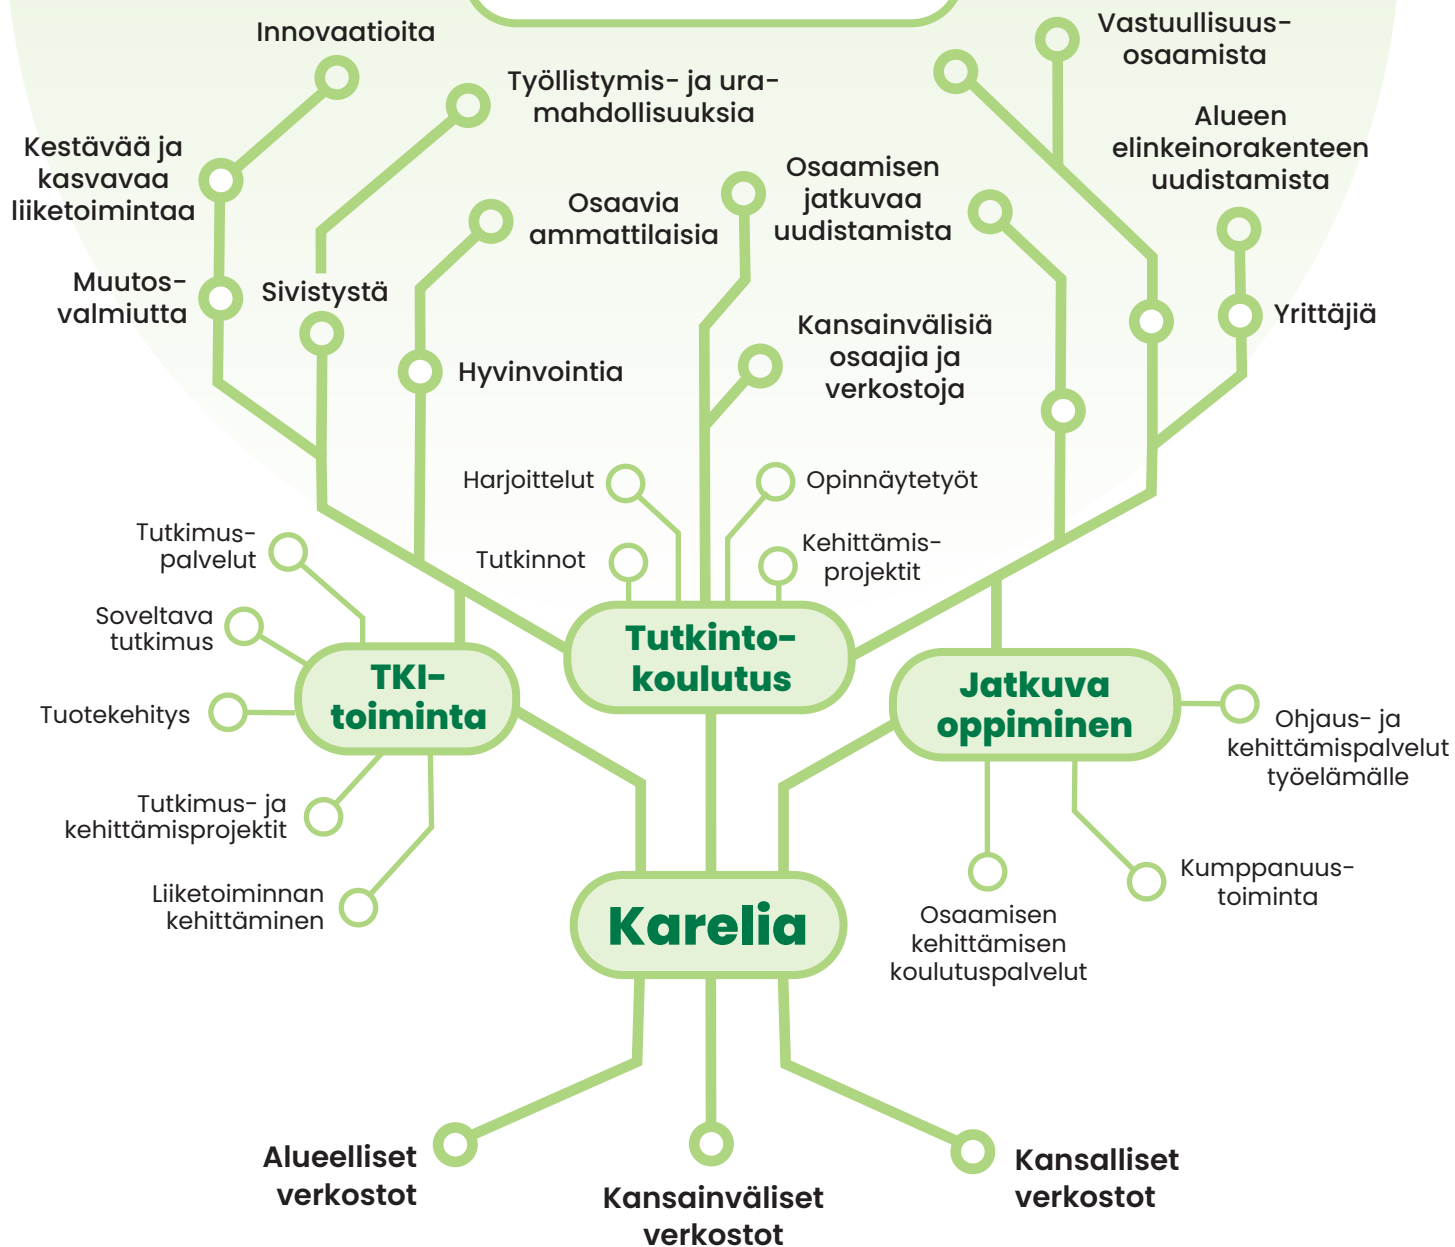 Innovaatioita
Vastuullisuus-
osaamista
Työllistymis- ja ura-
mahdollisuuksia
Kestävää ja
kasvavaa
liiketoimintaa
Alueen
elinkeinorakenteen
uudistamista
Osaamisen
jatkuvaa
uudistamista
Osaavia
ammattilaisia
Muutos-
valmiutta
Sivistystä
Yrittäjiä
Kansainvälisiä
osaajia ja
verkostoja
Hyvinvointia
Harjoittelut
Opinnäytetyöt
Tutkimus-
palvelut
Tutkinnot
Kehittämis-
projektit
Soveltava
tutkimus
Tutkinto-
koulutus
TKI-
toiminta
Jatkuva
oppiminen
Tuotekehitys
Ohjaus- ja
kehittämispalvelut
työelämälle
Tutkimus- ja
kehittämisprojektit
Liiketoiminnan
kehittäminen
Kumppanuus-
toiminta
Karelia
Osaamisen
kehittämisen
koulutuspalvelut
Alueelliset
verkostot
Kansainväliset
verkostot
Kansalliset
verkostot